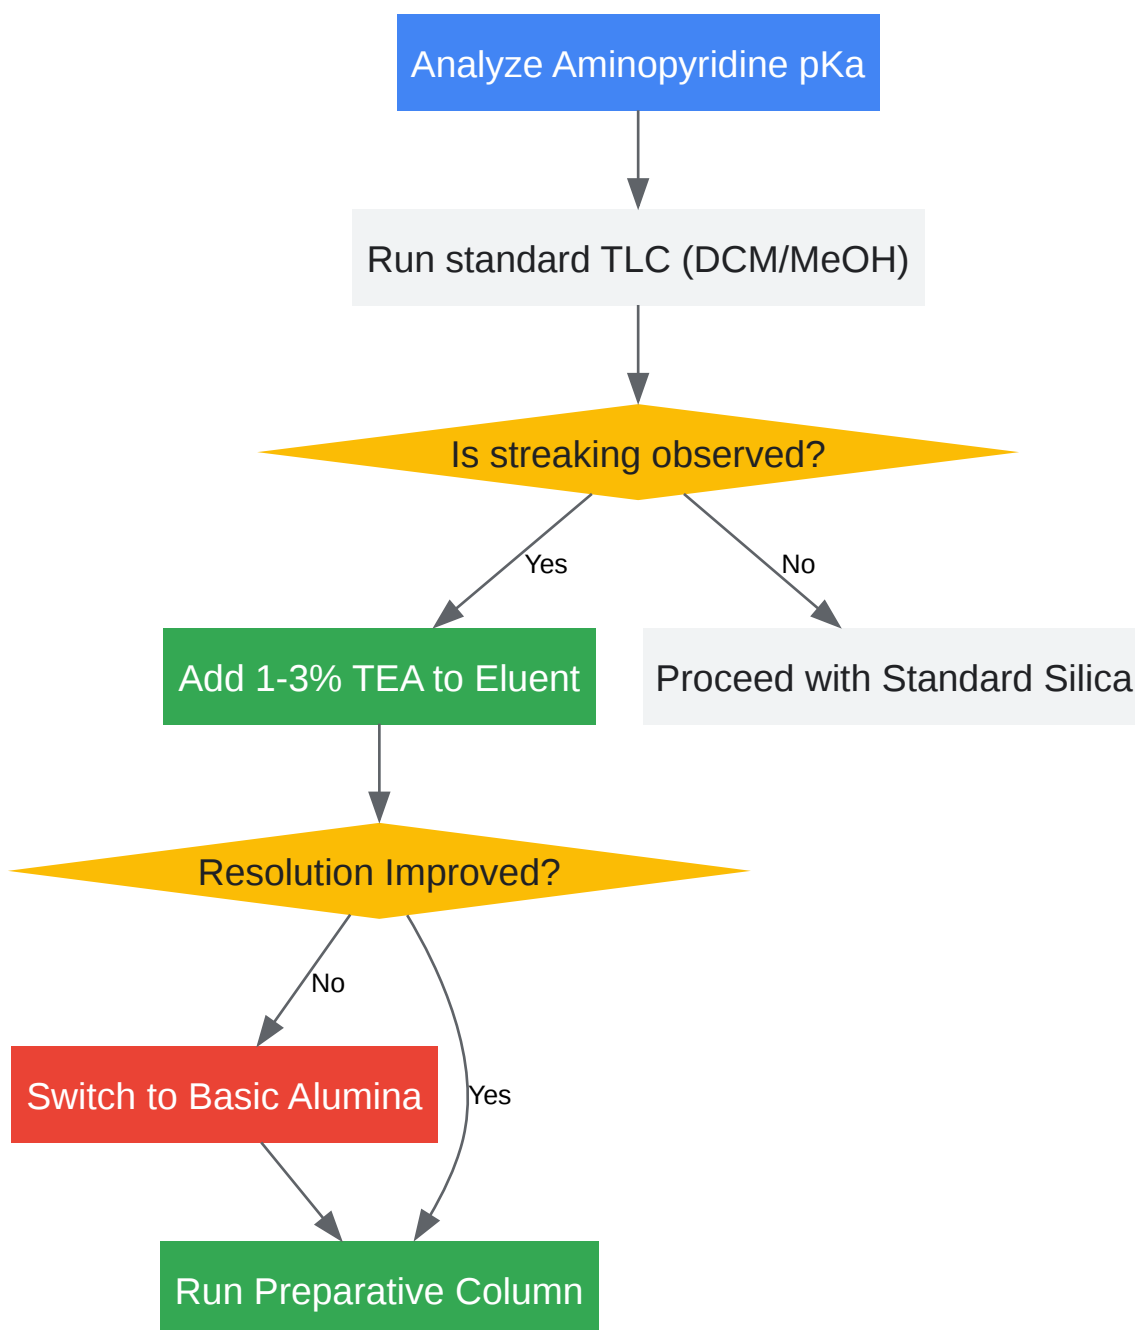 Analyze Aminopyridine pKa
Run standard TLC (DCM/MeOH)
Is streaking observed?
Yes
No
Add 1-3% TEA to Eluent
Proceed with Standard Silica
Resolution Improved?
No
Switch to Basic Alumina
Yes
Run Preparative Column